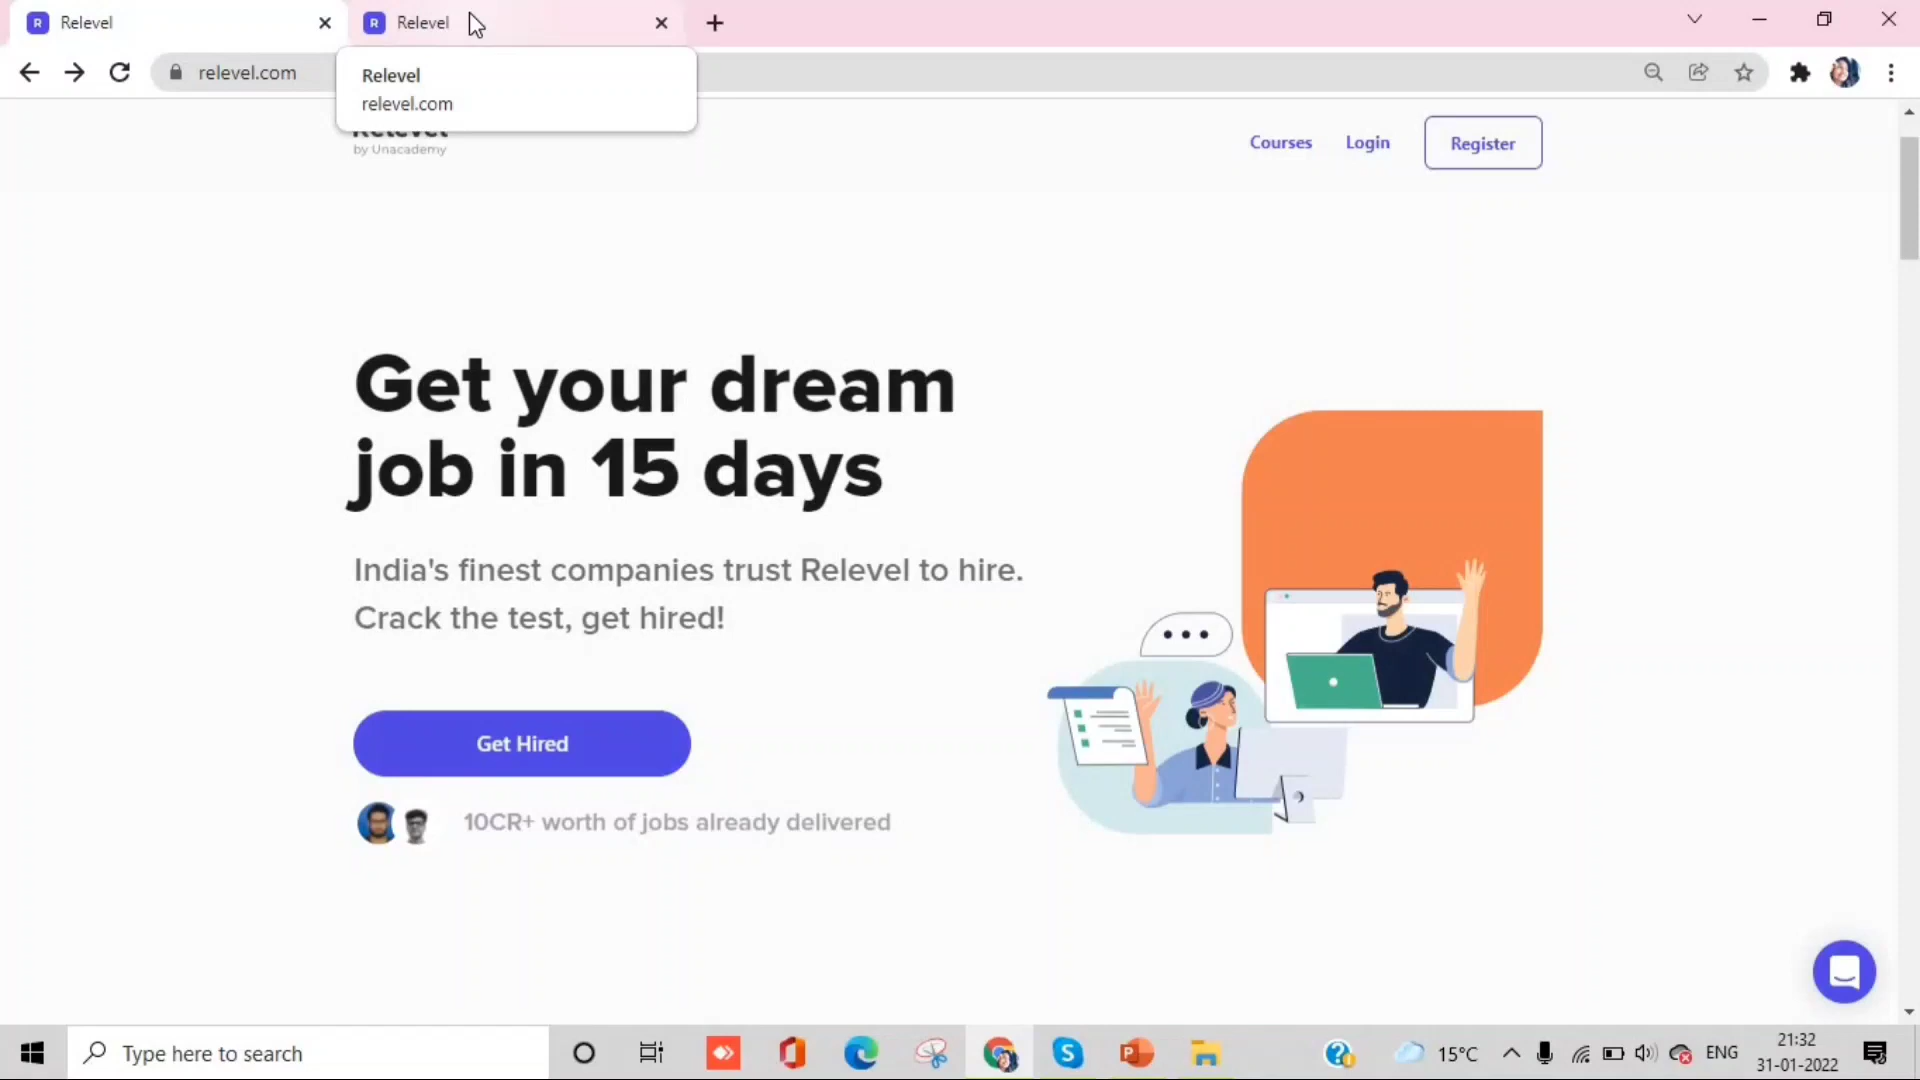 Relevel
Relevel
relevel.com
Relevel
relevel.com
Relevel
by Unacademy
Courses
Login
Register
Get your dream
job in 15 days
India's finest companies trust Relevel to hire.
Crack the test, get hired!
Get Hired
10CR+ worth of jobs already delivered
Type here to search
15°C
ENG
21:32
31-01-2022